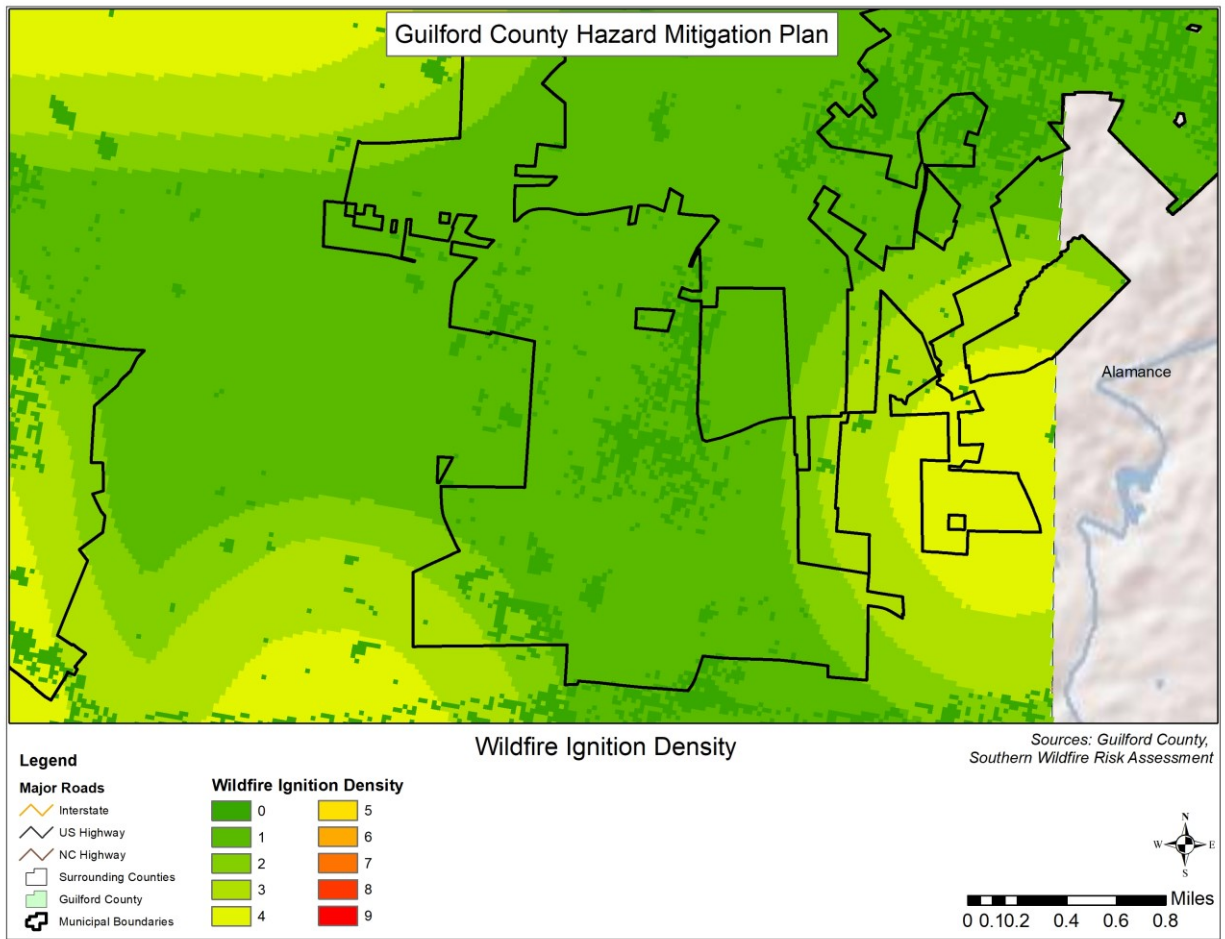 Guilford County Hazard Mitigation Plan
Alamance
Wildfire Ignition Density
Sources: Guilford County,
Southern Wildfire Risk Assessment
Legend
Major Roads
Interstate
US Highway
NC Highway
Surrounding Counties
Guilford County
Municipal Boundaries
Wildfire Ignition Density
0
1
2
3
4
5
6
7
8
9
N
W E
S
Miles
0 0.1 0.2 0.4 0.6 0.8